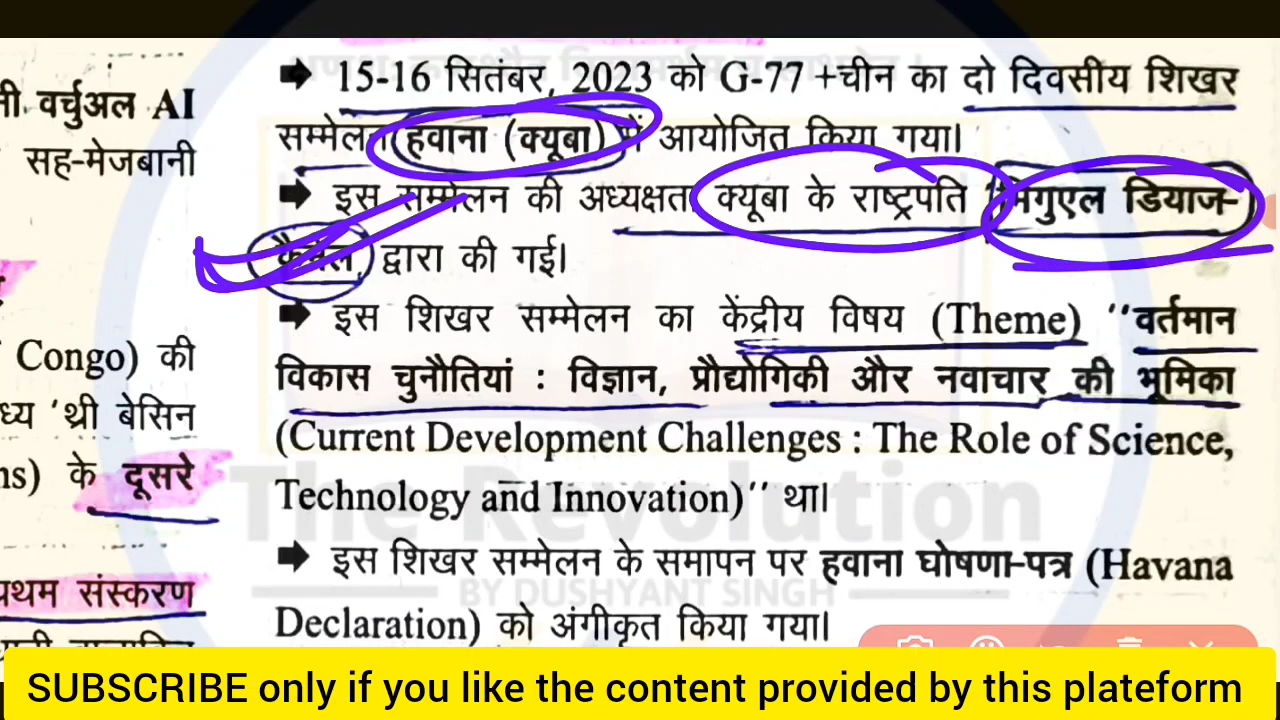 नी वर्चुअल AI
सह-मेजबानी
Congo) की
ध्य 'थ्री बेसिन
ns) के दूसरे
प्रथम संस्करण
➡ 15-16 सितंबर, 2023 को G-77 +चीन का दो दिवसीय शिखर
सम्मेलन हवाना (क्यूबा) में आयोजित किया गया।
➡ इस सम्मेलन की अध्यक्षता क्यूबा के राष्ट्रपति 'मिगुएल डियाज-
कैनेल, द्वारा की गई।
➡ इस शिखर सम्मेलन का केंद्रीय विषय (Theme) ''वर्तमान
विकास चुनौतियां : विज्ञान, प्रौद्योगिकी और नवाचार की भूमिका
(Current Development Challenges : The Role of Science,
Technology and Innovation)'' था।
➡ इस शिखर सम्मेलन के समापन पर हवाना घोषणा-पत्र (Havana
Declaration) को अंगीकृत किया गया।
The Revolution
BY DUSHYANT SINGH
SUBSCRIBE only if you like the content provided by this plateform